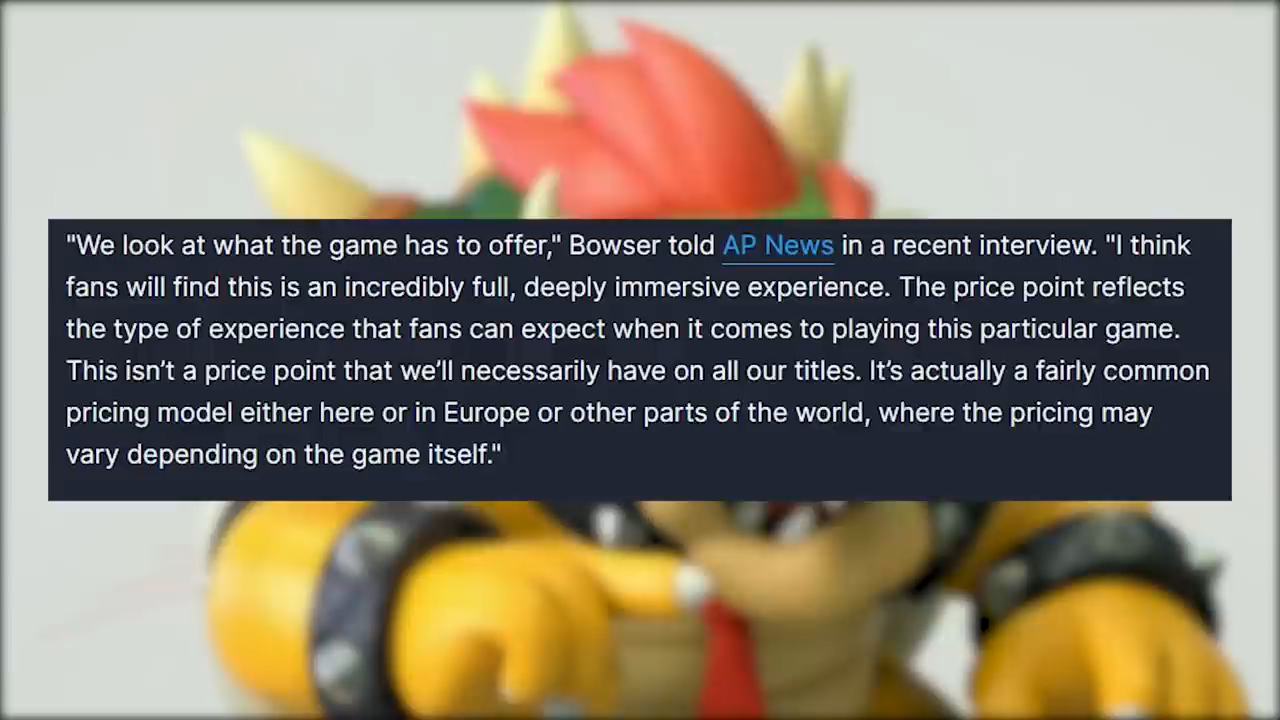 "We look at what the game has to offer," Bowser told AP News in a recent interview. "I think
fans will find this is an incredibly full, deeply immersive experience. The price point reflects
the type of experience that fans can expect when it comes to playing this particular game.
This isn’t a price point that we’ll necessarily have on all our titles. It’s actually a fairly common
pricing model either here or in Europe or other parts of the world, where the pricing may
vary depending on the game itself."